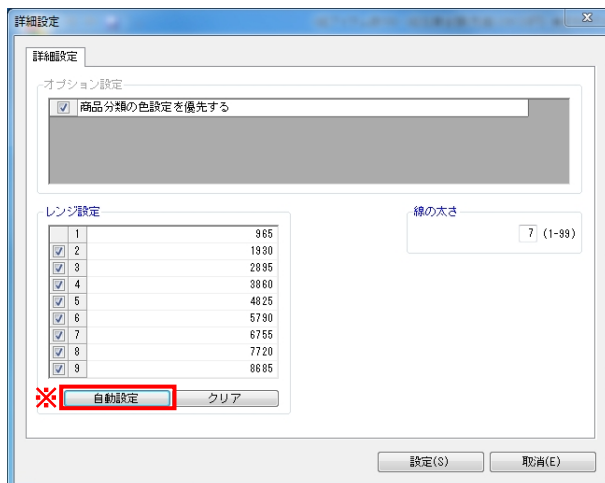 詳細設定
詳細設定
オプション設定
商品分類の色設定を優先する
レンジ設定
1 965
2 1930
3 2895
4 3860
5 4825
6 5790
7 6755
8 7720
9 8685
※ 自動設定 クリア
線の太さ
7 (1-99)
設定(S) 取消(E)